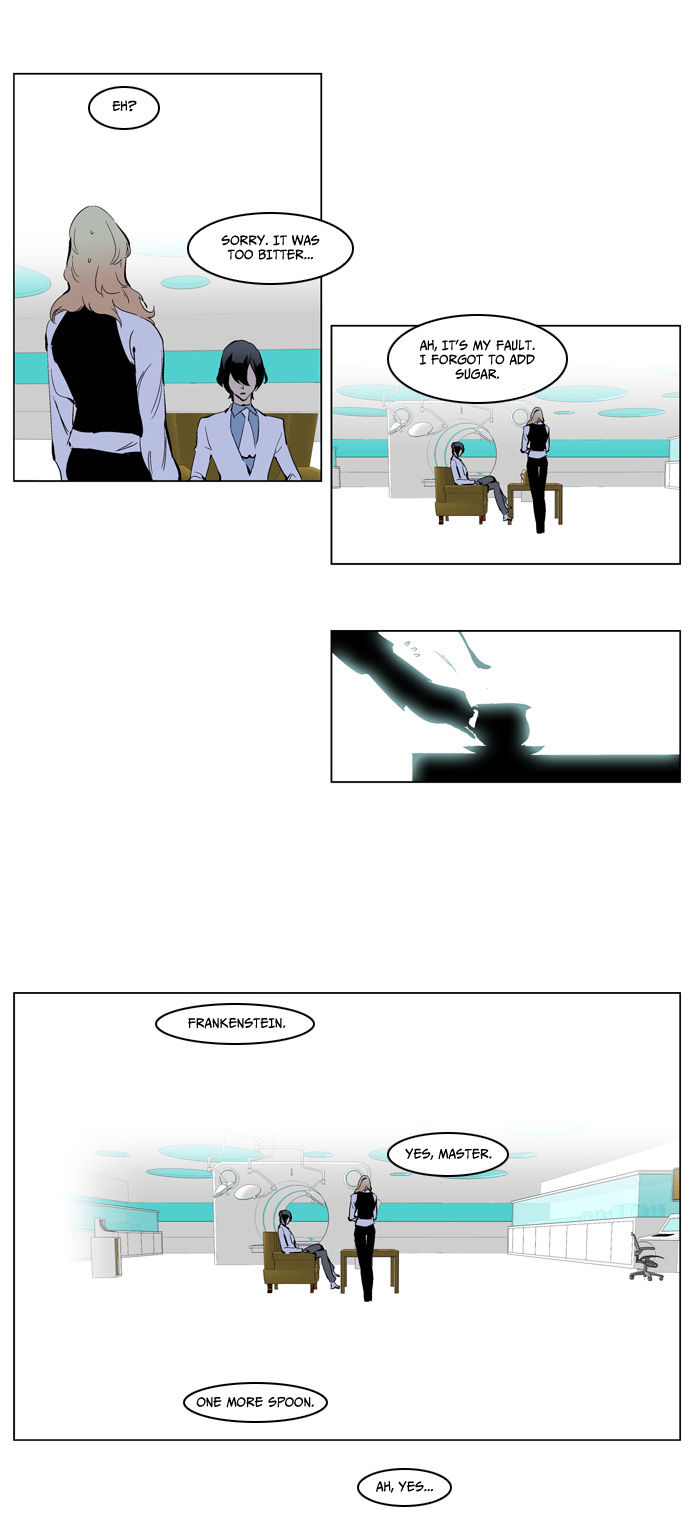 EH?
SORRY. IT WAS
TOO BITTER...
AH, IT'S MY FAULT.
I FORGOT TO ADD
SUGAR.
FRANKENSTEIN.
YES, MASTER.
ONE MORE SPOON.
AH, YES...